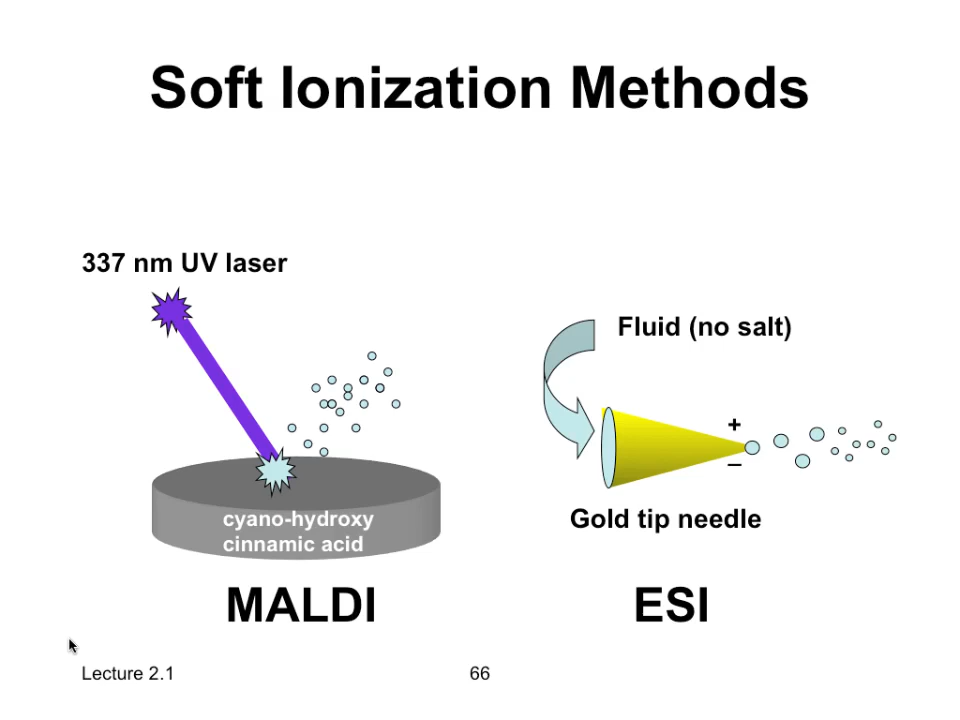 Soft Ionization Methods
337 nm UV laser
Fluid (no salt)
+
–
cyano-hydroxy
cinnamic acid
Gold tip needle
MALDI
ESI
Lecture 2.1
66